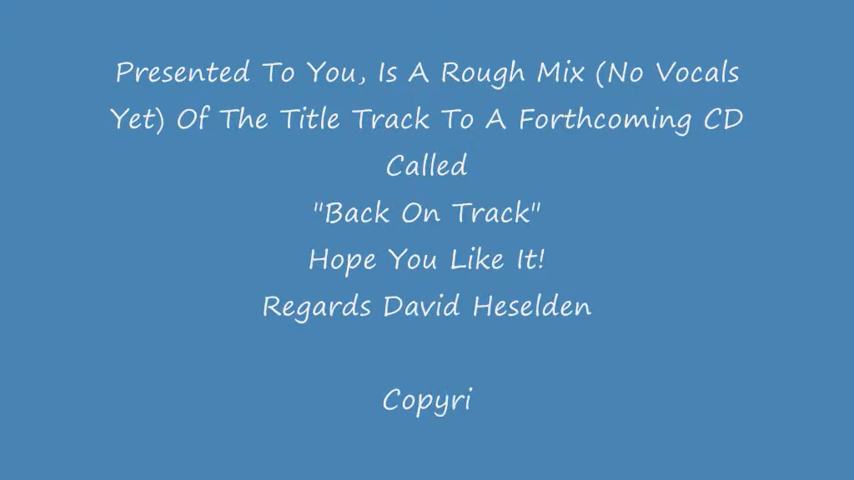 Presented To You, Is A Rough Mix (No Vocals
Yet) Of The Title Track To A Forthcoming CD
Called
"Back On Track"
Hope You Like It!
Regards David Heselden
Copyri